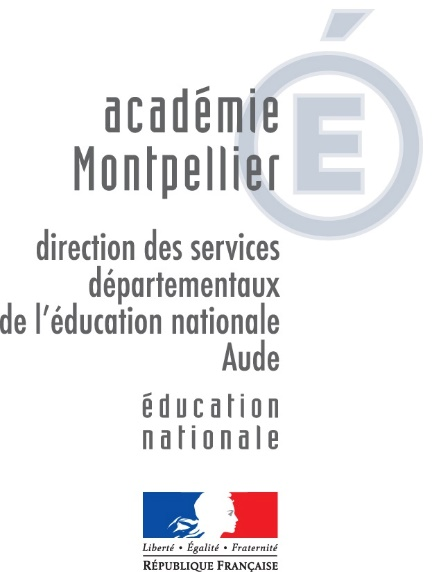 É
académie
Montpellier
direction des services
départementaux
de l'éducation nationale
Aude
éducation
nationale
Liberté • Égalité • Fraternité
RÉPUBLIQUE FRANÇAISE